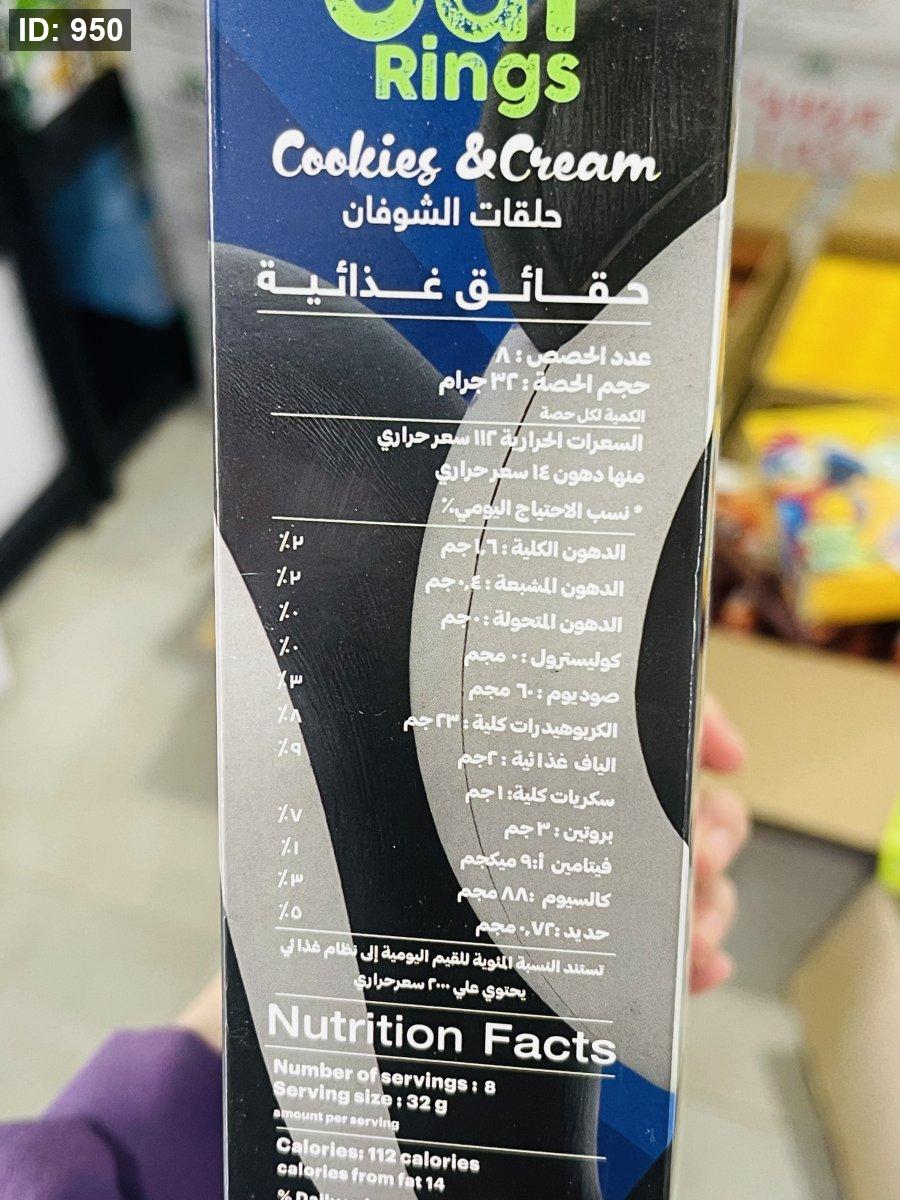 ID: 950
Oat
Rings
Cookies & Cream
حلقات الشوفان
حقائق غذائية
عدد الحصص : ٨
حجم الحصة : ٣٢ جرام
الكمية لكل حصة
السعرات الحرارية ١١٢ سعر حراري
منها دهون ١٤ سعر حراري
* نسب الاحتياج اليومي٪
الدهون الكلية : ١,٦ جم ٢٪
الدهون المشبعة : ٠,٤ جم ٢٪
الدهون المتحولة : ٠ جم ٠٪
كوليسترول : ٠ مجم ٠٪
صوديوم : ٦٠ مجم ٣٪
الكربوهيدرات كلية : ٢٣ جم ٨٪
الياف غذائية : ٢ جم ٩٪
سكريات كلية: ١ جم
بروتين : ٣ جم ٧٪
فيتامين أ: ٩ ميكجم ١٪
كالسيوم : ٨٨ مجم ٣٪
حديد : ٠,٧٢ مجم ٥٪
تستند النسبة المئوية للقيم اليومية إلى نظام غذائي
يحتوي علي ٢٠٠٠ سعرحراري
Nutrition Facts
Number of servings : 8
Serving size : 32 g
amount per serving
Calories: 112 calories
calories from fat 14